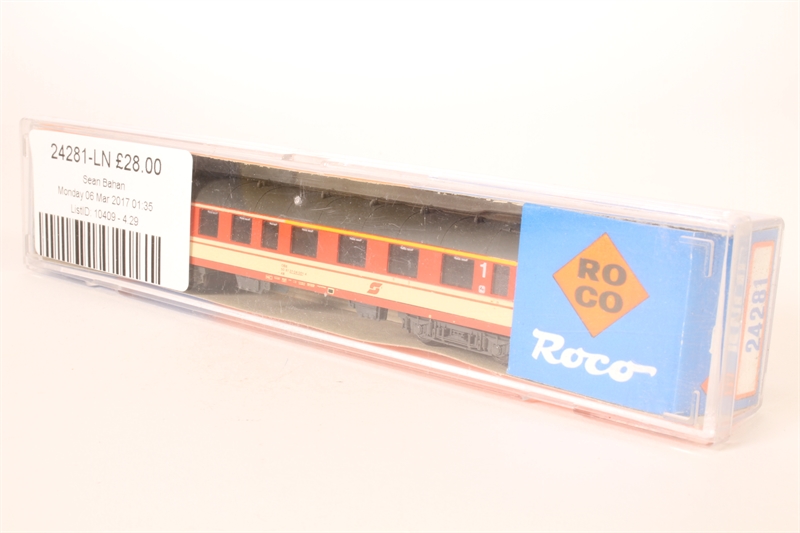 24281-LN £28.00
Sean Bahan
Monday 06 Mar 2017 01:35
ListID: 10409 - 4.29
1
RO
CO
Roco
24281